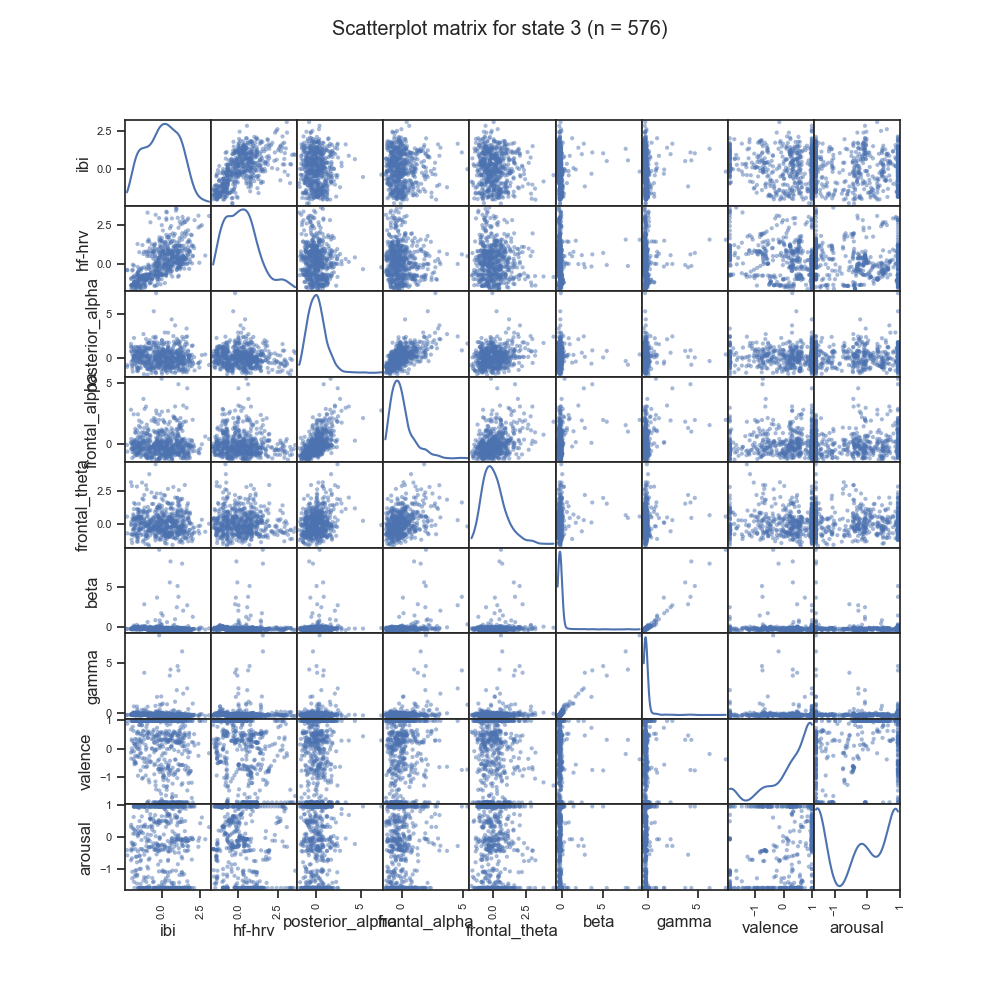 Scatterplot matrix for state 3 (n = 576)
ibi
2.5
0.0
hf-hrv
2.5
0.0
posterior_alpha
5
0
frontal_alpha
5
0
frontal_theta
2.5
0.0
beta
5
0
gamma
5
0
valence
1
0
−1
arousal
1
0
−1
0.0 2.5 0.0 2.5 0 5 0.0 5 0.0 2.5 0 5 0 5 −1 0 1 −1 0 1
ibi hf-hrv posterior_alpha frontal_alpha frontal_theta beta gamma valence arousal